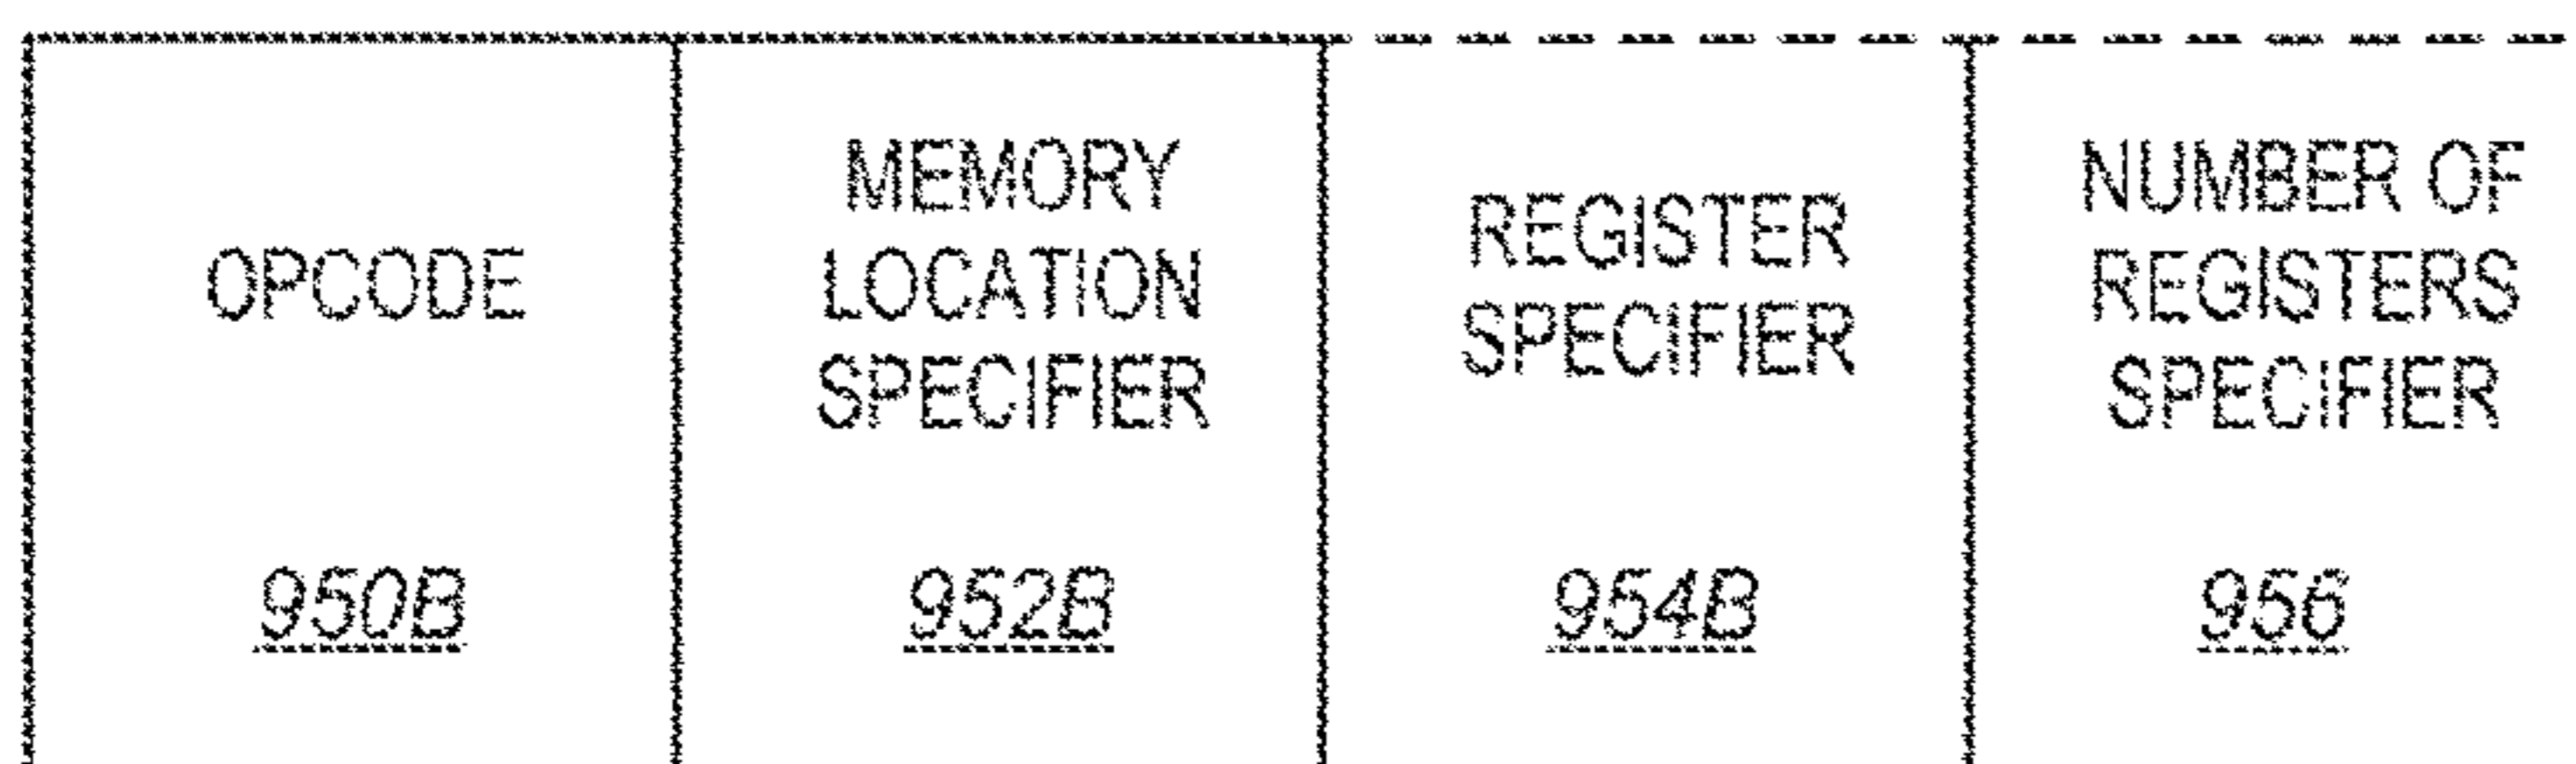 OPCODE
950B
MEMORY
LOCATION
SPECIFIER
952B
REGISTER
SPECIFIER
954B
NUMBER OF
REGISTERS
SPECIFIER
956